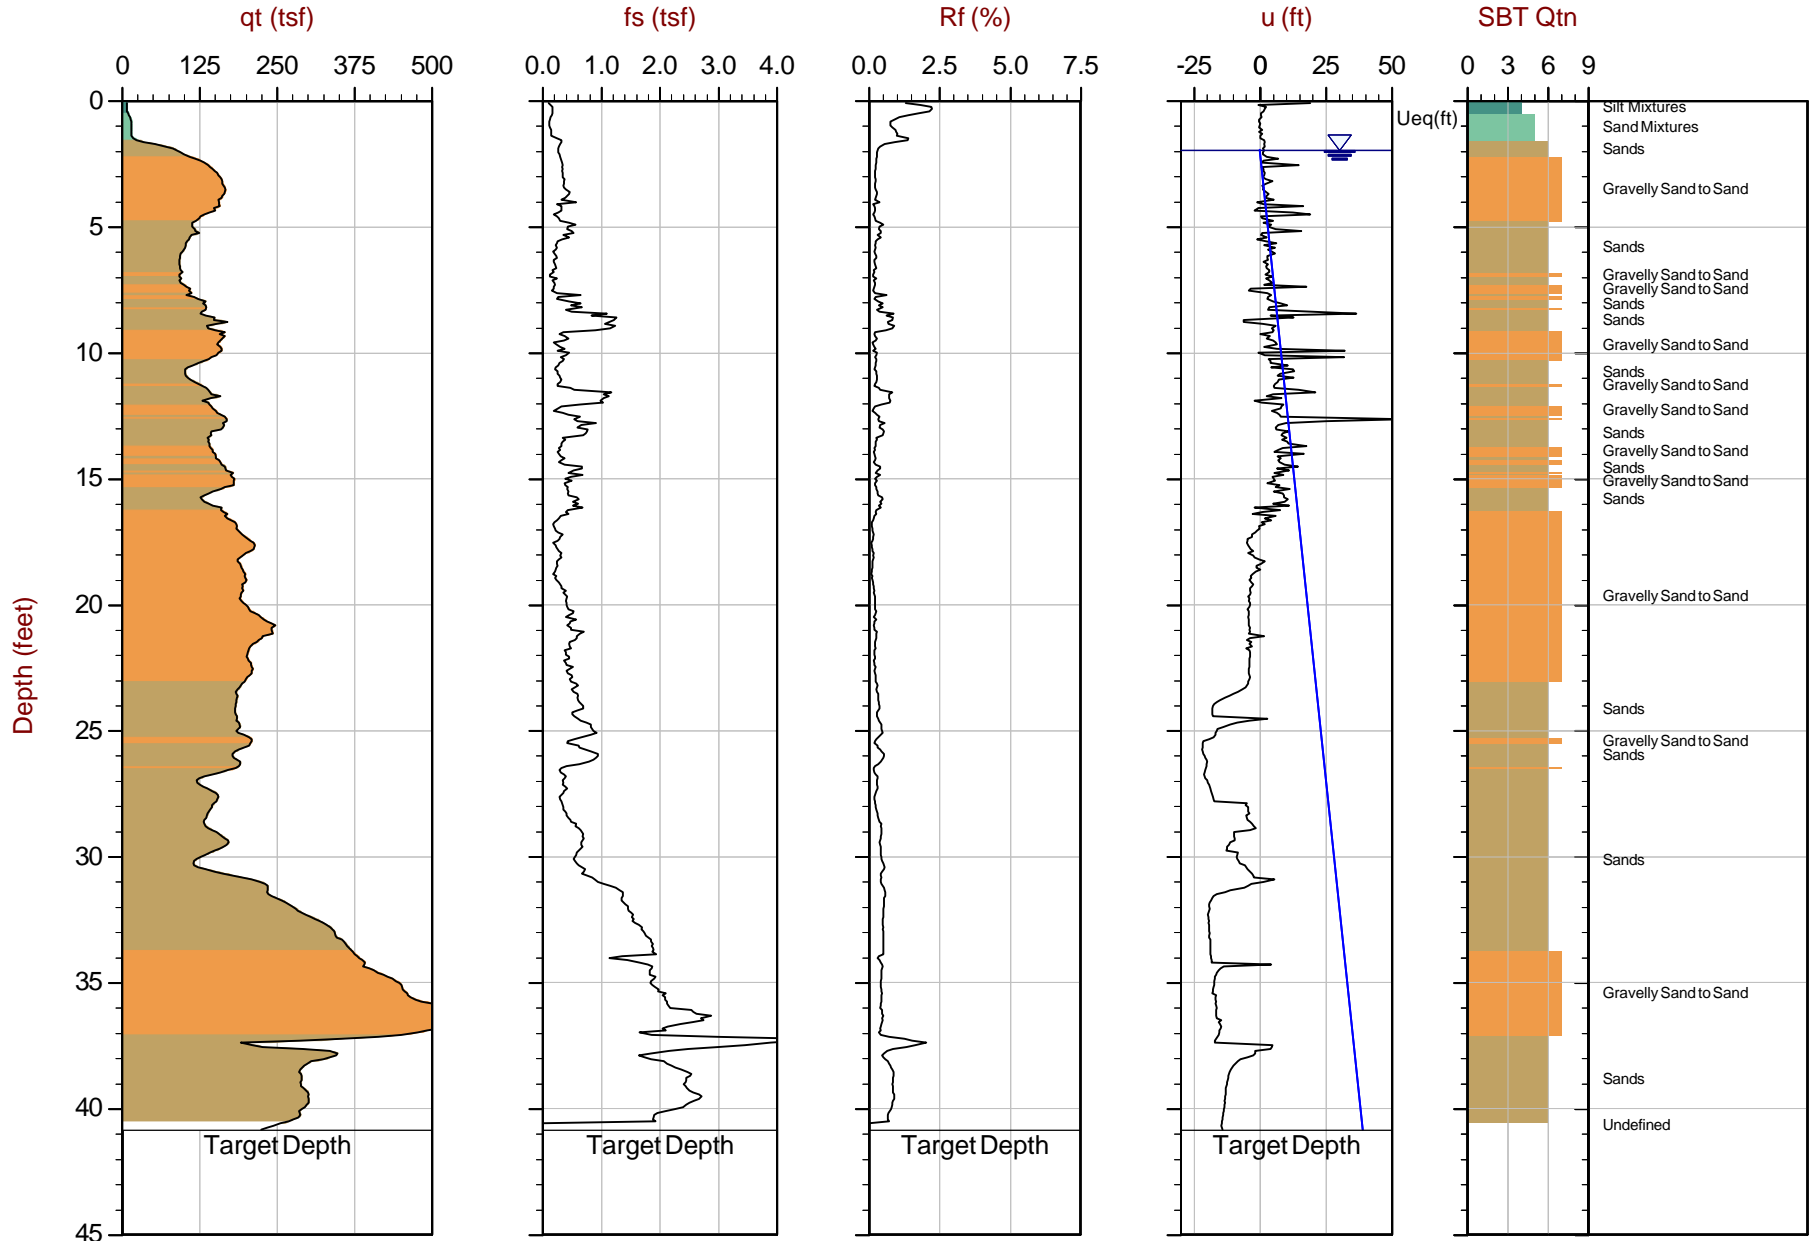 qt (tsf) fs (tsf) Rf (%) u (ft) SBT Qtn
0 125 250 375 500 0.0 1.0 2.0 3.0 4.0 0.0 2.5 5.0 7.5 -25 0 25 50 0 3 6 9
0
5
10
15
20
25
30
35
40
45
Depth (feet)
Ueq(ft)
Silt Mixtures
Sand Mixtures
Sands
Gravelly Sand to Sand
Sands
Gravelly Sand to Sand
Gravelly Sand to Sand
Sands
Sands
Gravelly Sand to Sand
Sands
Gravelly Sand to Sand
Gravelly Sand to Sand
Sands
Gravelly Sand to Sand
Sands
Gravelly Sand to Sand
Sands
Gravelly Sand to Sand
Sands
Gravelly Sand to Sand
Sands
Sands
Gravelly Sand to Sand
Sands
Undefined
Target Depth Target Depth Target Depth Target Depth